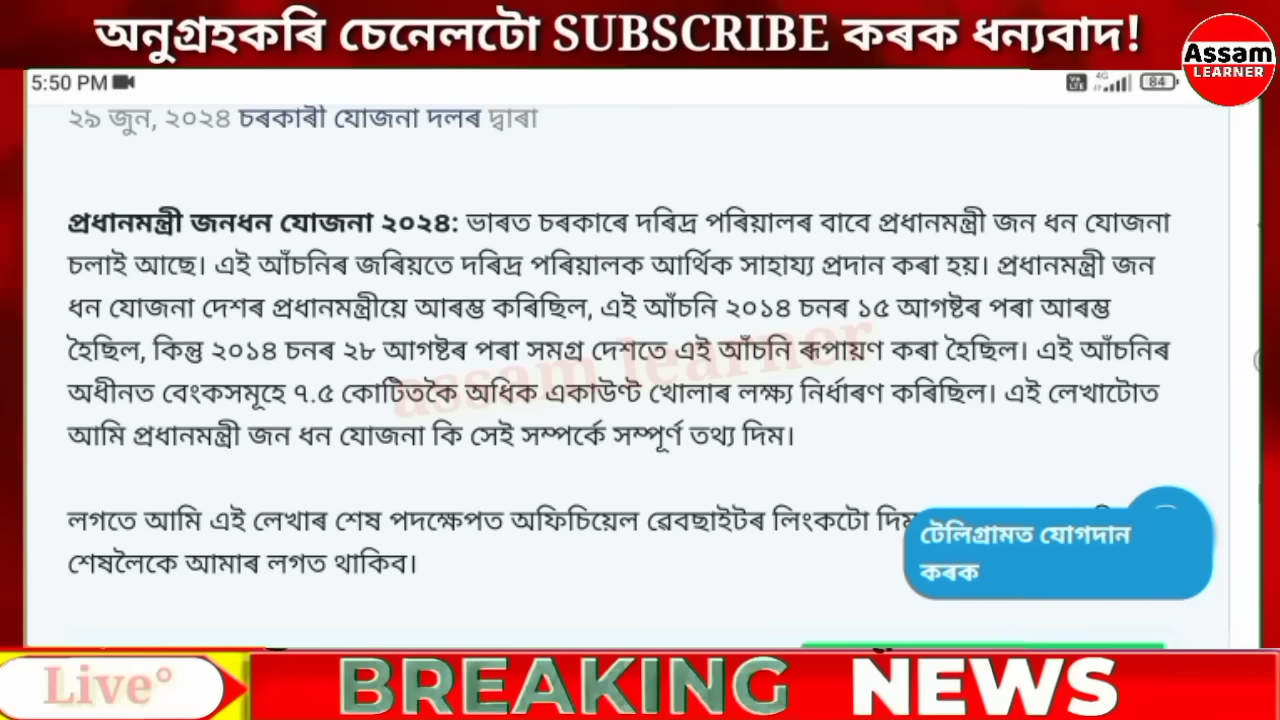 অনুগ্ৰহকৰি চেনেলটো SUBSCRIBE কৰক ধন্যবাদ!
Assam
LEARNER
5:50 PM
4G
84
২৯ জুন, ২০২৪ চৰকাৰী যোজনা দলৰ দ্বাৰা
প্ৰধানমন্ত্ৰী জনধন যোজনা ২০২৪: ভাৰত চৰকাৰে দৰিদ্ৰ পৰিয়ালৰ বাবে প্ৰধানমন্ত্ৰী জন ধন যোজনা
চলাই আছে। এই আঁচনিৰ জৰিয়তে দৰিদ্ৰ পৰিয়ালক আৰ্থিক সাহায্য প্ৰদান কৰা হয়। প্ৰধানমন্ত্ৰী জন
ধন যোজনা দেশৰ প্ৰধানমন্ত্ৰীয়ে আৰম্ভ কৰিছিল, এই আঁচনি ২০১৪ চনৰ ১৫ আগষ্টৰ পৰা আৰম্ভ
হৈছিল, কিন্তু ২০১৪ চনৰ ২৮ আগষ্টৰ পৰা সমগ্ৰ দেশতে এই আঁচনি ৰূপায়ণ কৰা হৈছিল। এই আঁচনিৰ
অধীনত বেংকসমূহে ৭.৫ কোটিতকৈ অধিক একাউণ্ট খোলাৰ লক্ষ্য নিৰ্ধাৰণ কৰিছিল। এই লেখাটোত
আমি প্ৰধানমন্ত্ৰী জন ধন যোজনা কি সেই সম্পৰ্কে সম্পূৰ্ণ তথ্য দিম।
assam learner
লগতে আমি এই লেখাৰ শেষ পদক্ষেপত অফিচিয়েল ৱেবছাইটৰ লিংকটো দিম
শেষলৈকে আমাৰ লগত থাকিব।
টেলিগ্ৰামত যোগদান
কৰক
Live°
BREAKING NEWS